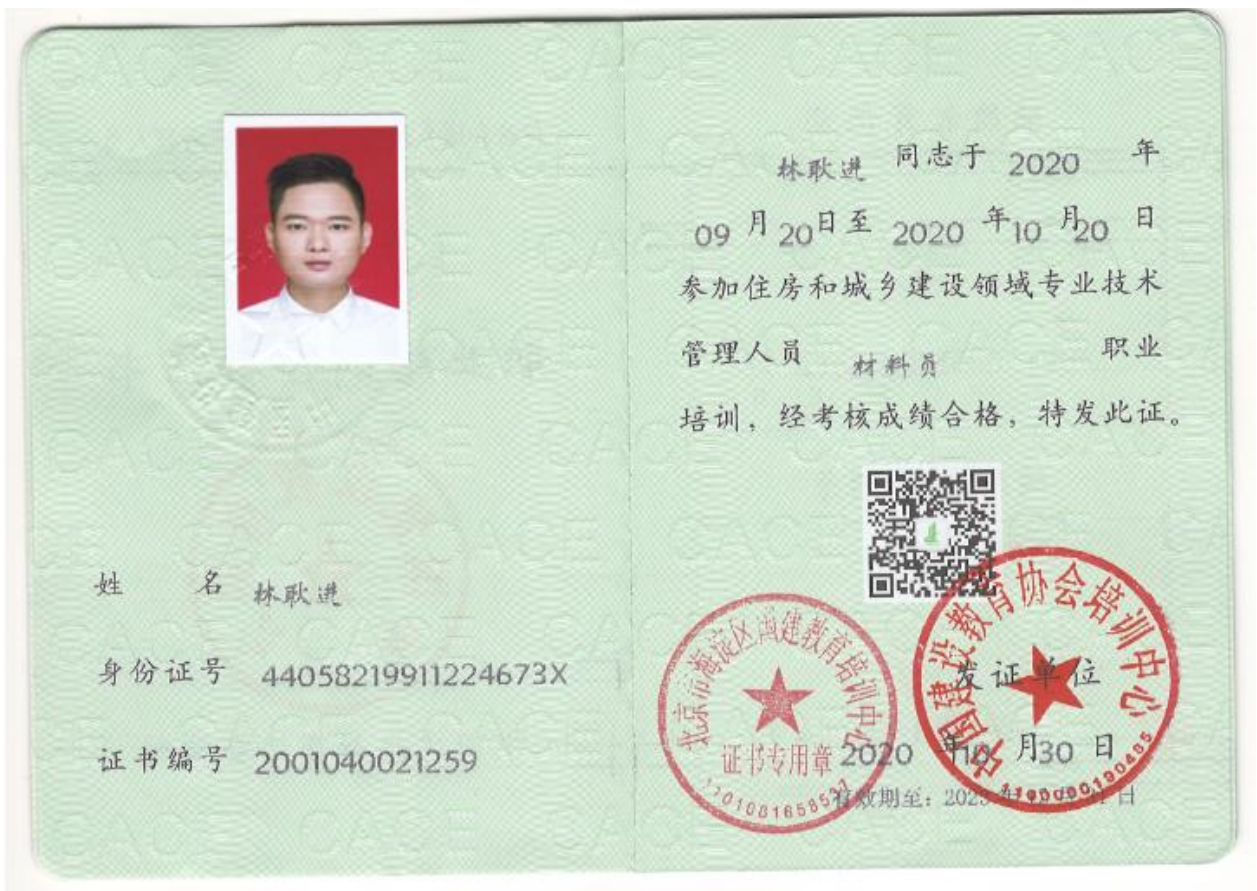 姓 名 林耿进
身份证号 44058219911224673X
证书编号 2001040021259
林耿进 同志于 2020 年
09 月 20 日至 2020 年 10 月 20 日
参加住房和城乡建设领域专业技术
管理人员 材料员 职业
培训，经考核成绩合格，特发此证。
中国建设教育协会培训中心
发证单位
北京市海淀区 建教育培训中心
证书专用章
2020 年 10 月 30 日
有效期至：
CACE